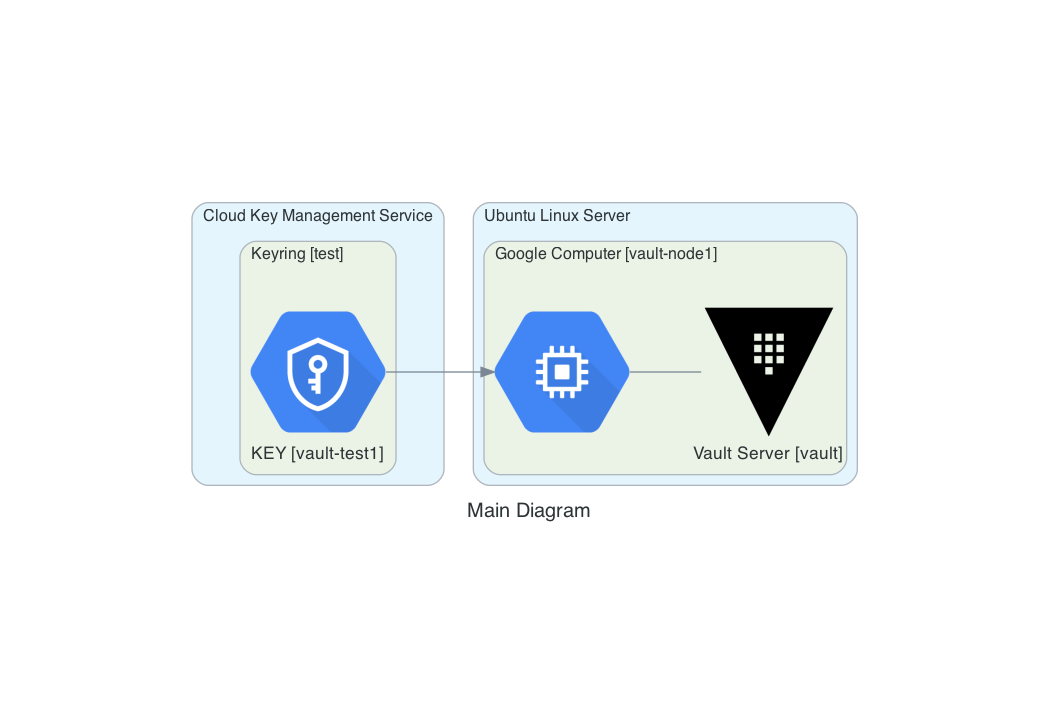 Cloud Key Management Service
Keyring [test]
KEY [vault-test1]
Ubuntu Linux Server
Google Computer [vault-node1]
Vault Server [vault]
Main Diagram